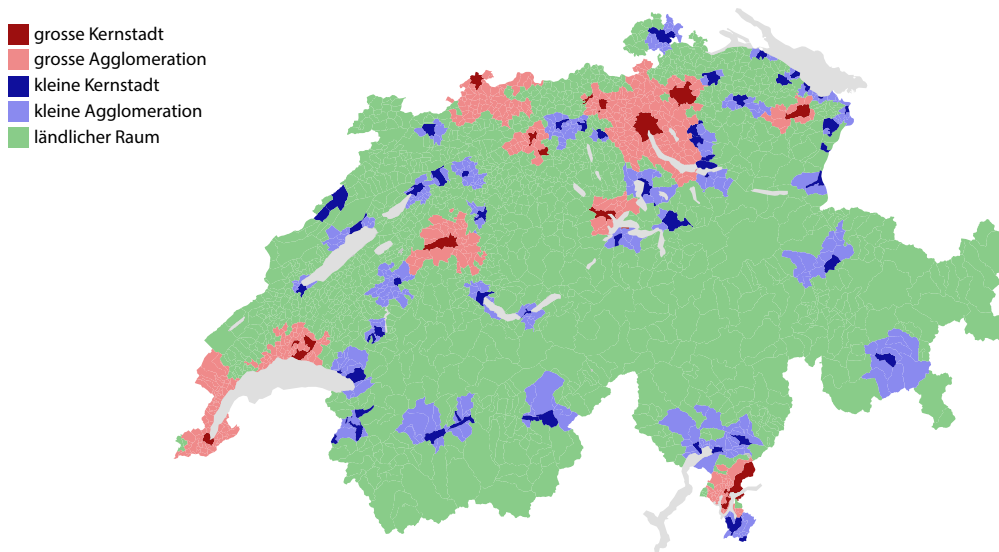 grosse Kernstadt
grosse Agglomeration
kleine Kernstadt
kleine Agglomeration
ländlicher Raum